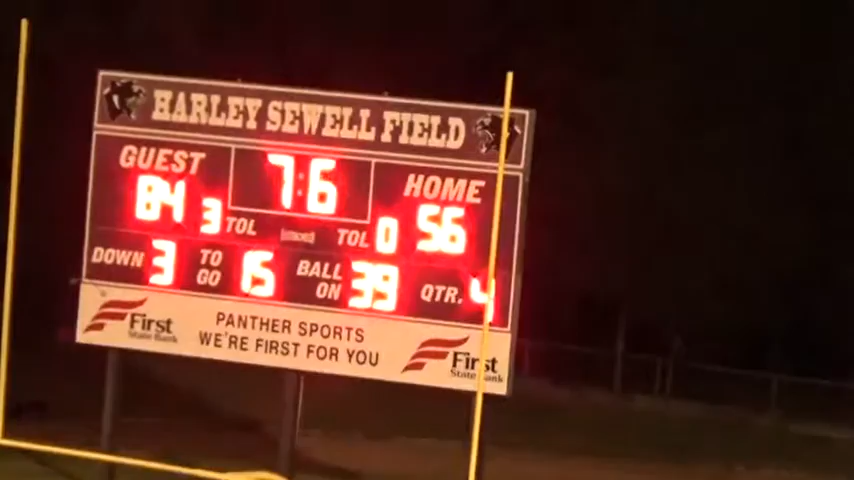 HARLEY SEWELL FIELD
GUEST 7:6 HOME
84 3 TOL TOL 0 56
DOWN 3 TO GO 15 BALL ON 39 QTR. 4
First State Bank PANTHER SPORTS First State Bank
WE'RE FIRST FOR YOU